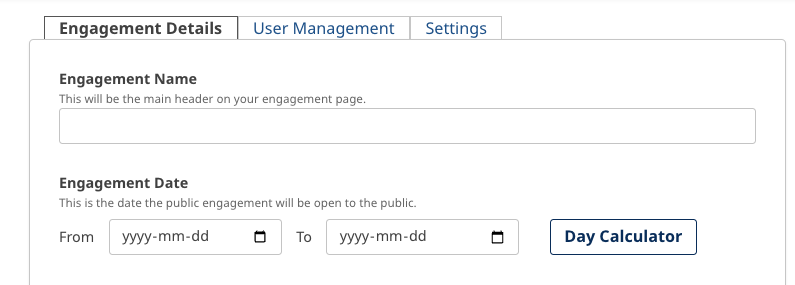 Engagement Details User Management Settings
Engagement Name
This will be the main header on your engagement page.
Engagement Date
This is the date the public engagement will be open to the public.
From yyyy-mm-dd To yyyy-mm-dd Day Calculator